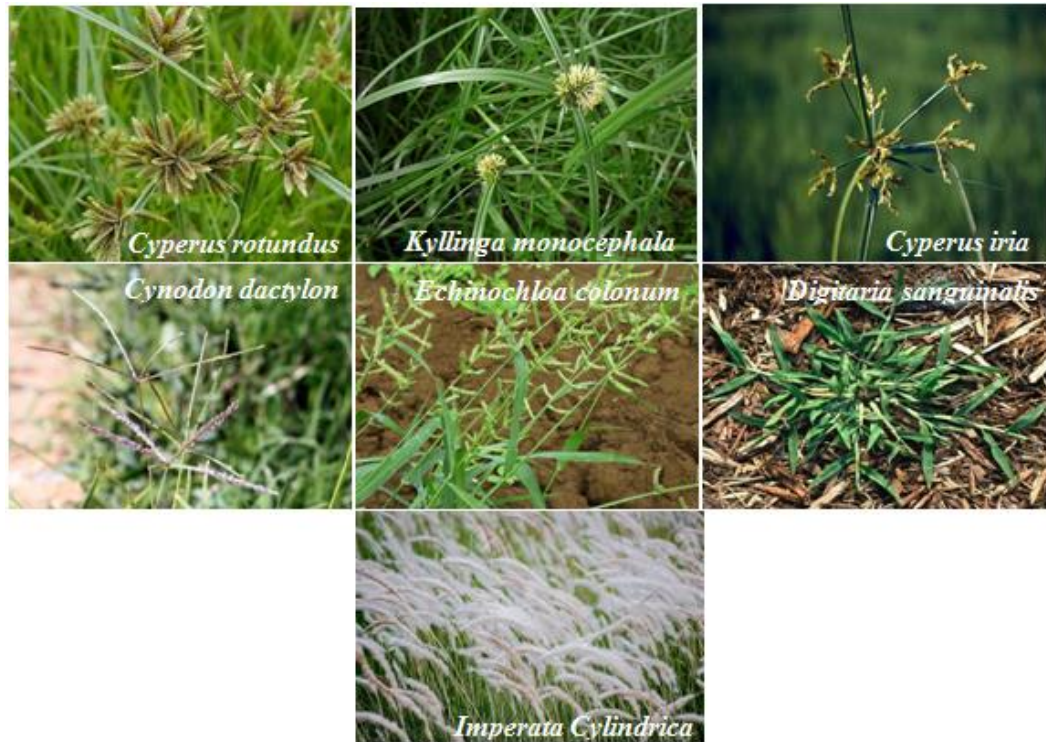 Cyperus rotundus
Kyllinga monocephala
Cyperus iria
Cynodon dactylon
Echinochloa colonum
Digitaria sanguinalis
Imperata Cylindrica